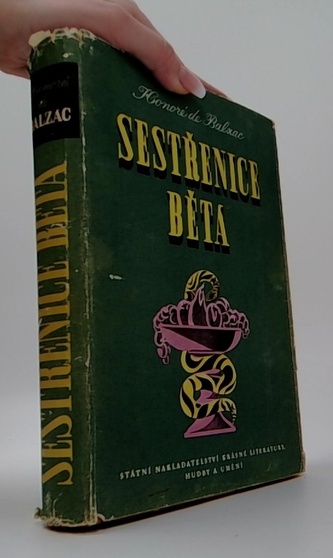 BALZAC
SESTŘENICE BĚTA
Honoré de Balzac
SESTŘENICE
BĚTA
STÁTNÍ NAKLADATELSTVÍ KRÁSNÉ LITERATURY,
HUDBY A UMĚNÍ